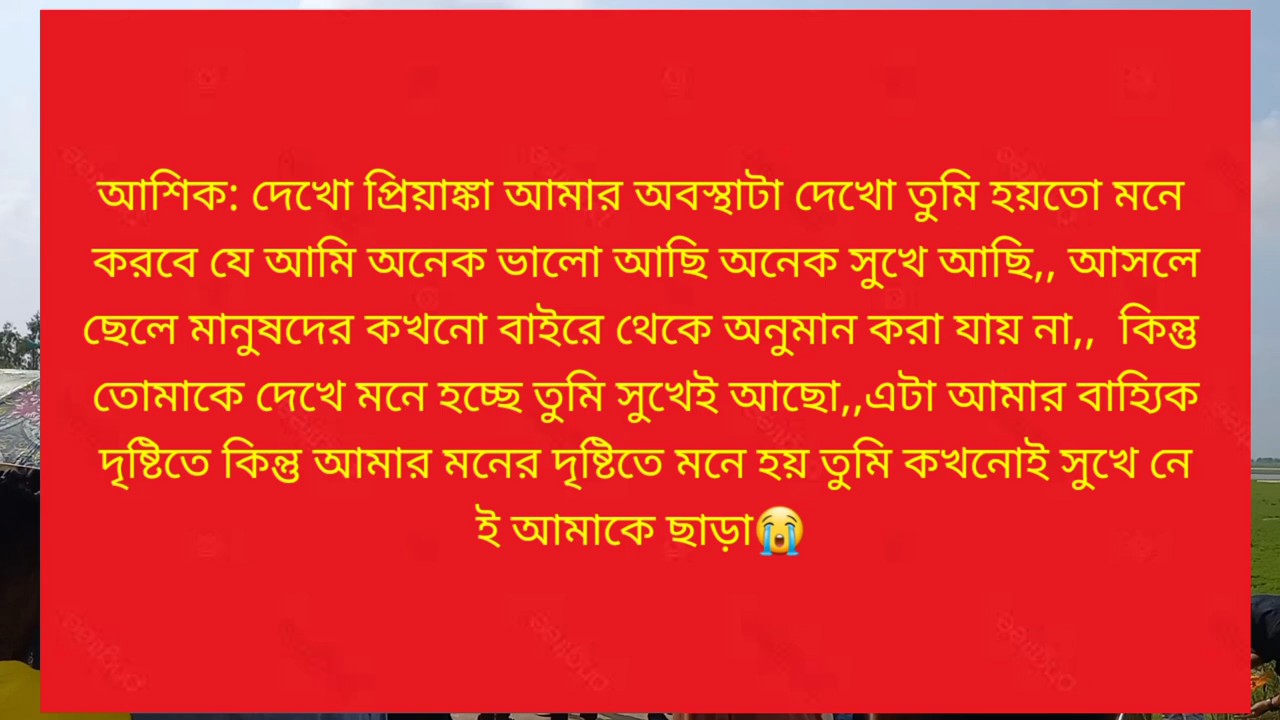 আশিক: দেখো প্রিয়াঙ্কা আমার অবস্থাটা দেখো তুমি হয়তো মনে
করবে যে আমি অনেক ভালো আছি অনেক সুখে আছি,, আসলে
ছেলে মানুষদের কখনো বাইরে থেকে অনুমান করা যায় না,,  কিন্তু
তোমাকে দেখে মনে হচ্ছে তুমি সুখেই আছো,,এটা আমার বাহ্যিক
দৃষ্টিতে কিন্তু আমার মনের দৃষ্টিতে মনে হয় তুমি কখনোই সুখে নে
ই আমাকে ছাড়া😭